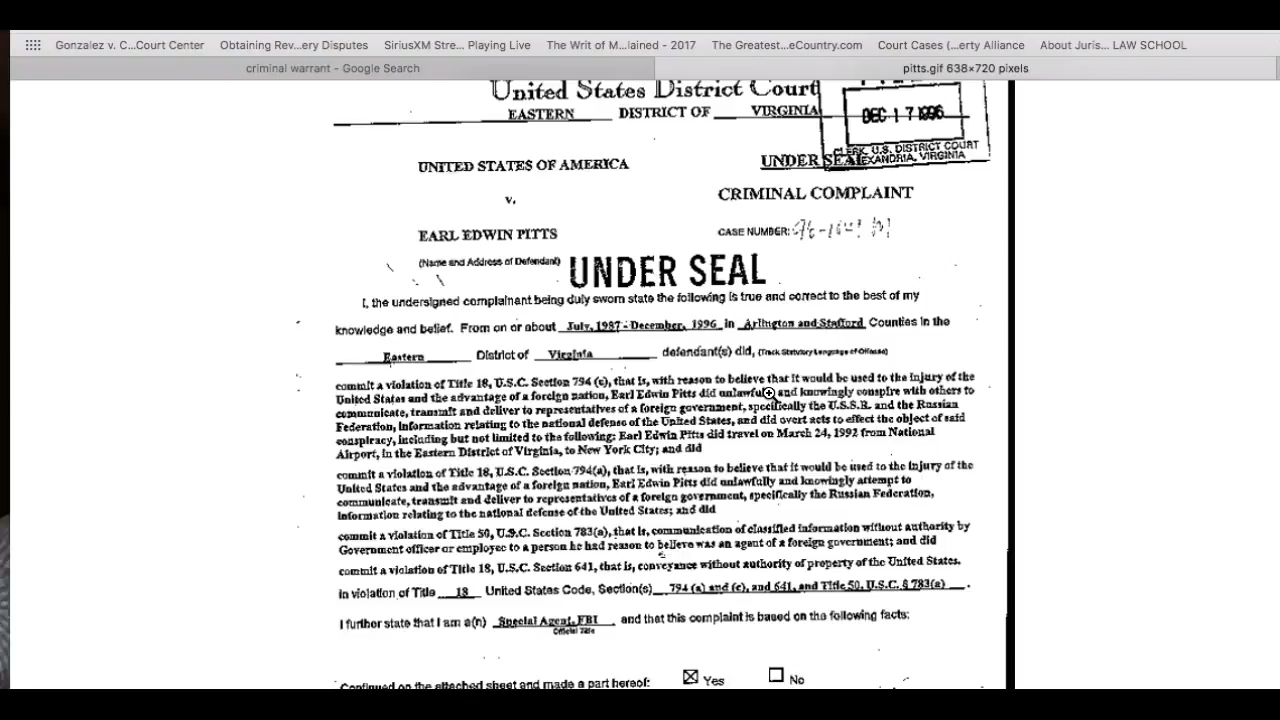 Gonzalez v. C...Court Center Obtaining Rev...ery Disputes SiriusXM Stre... Playing Live The Writ of M...lained - 2017 The Greatest...eCountry.com Court Cases (...erty Alliance About Juris... LAW SCHOOL
criminal warrant - Google Search pitts.gif 638×720 pixels
United States District Court
EASTERN DISTRICT OF VIRGINIA
DEC 17 1996
CLERK, U.S. DISTRICT COURT
ALEXANDRIA, VIRGINIA
UNITED STATES OF AMERICA UNDER SEAL
v. CRIMINAL COMPLAINT
EARL EDWIN PITTS CASE NUMBER:
(Name and Address of Defendant)
UNDER SEAL
I, the undersigned complainant being duly sworn state the following is true and correct to the best of my
knowledge and belief. From on or about July, 1987 - December, 1996 in Arlington and Stafford Counties in the
Eastern District of Virginia defendant(s) did, (Track Statutory Language of Offense)
commit a violation of Title 18, U.S.C. Section 794 (c), that is, with reason to believe that it would be used to the injury of the
United States and the advantage of a foreign nation, Earl Edwin Pitts did unlawfully and knowingly conspire with others to
communicate, transmit and deliver to representatives of a foreign government, specifically the U.S.S.R. and the Russian
Federation, information relating to the national defense of the United States, and did overt acts to effect the object of said
conspiracy, including but not limited to the following: Earl Edwin Pitts did travel on March 24, 1992 from National
Airport, in the Eastern District of Virginia, to New York City; and did
commit a violation of Title 18, U.S.C. Section 794(a), that is, with reason to believe that it would be used to the injury of the
United States and the advantage of a foreign nation, Earl Edwin Pitts did unlawfully and knowingly attempt to
communicate, transmit and deliver to representatives of a foreign government, specifically the Russian Federation,
information relating to the national defense of the United States; and did
commit a violation of Title 50, U.S.C. Section 783(a), that is, communication of classified information without authority by
Government officer or employee to a person he had reason to believe was an agent of a foreign government; and did
commit a violation of Title 18, U.S.C. Section 641, that is, conveyance without authority of property of the United States.
in violation of Title 18 United States Code, Section(s) 794 (a) and (c), and 641, and Title 50, U.S.C. § 783(a) .
I further state that I am a(n) Special Agent, FBI and that this complaint is based on the following facts:
Official Title
Continued on the attached sheet and made a part hereof: Yes No